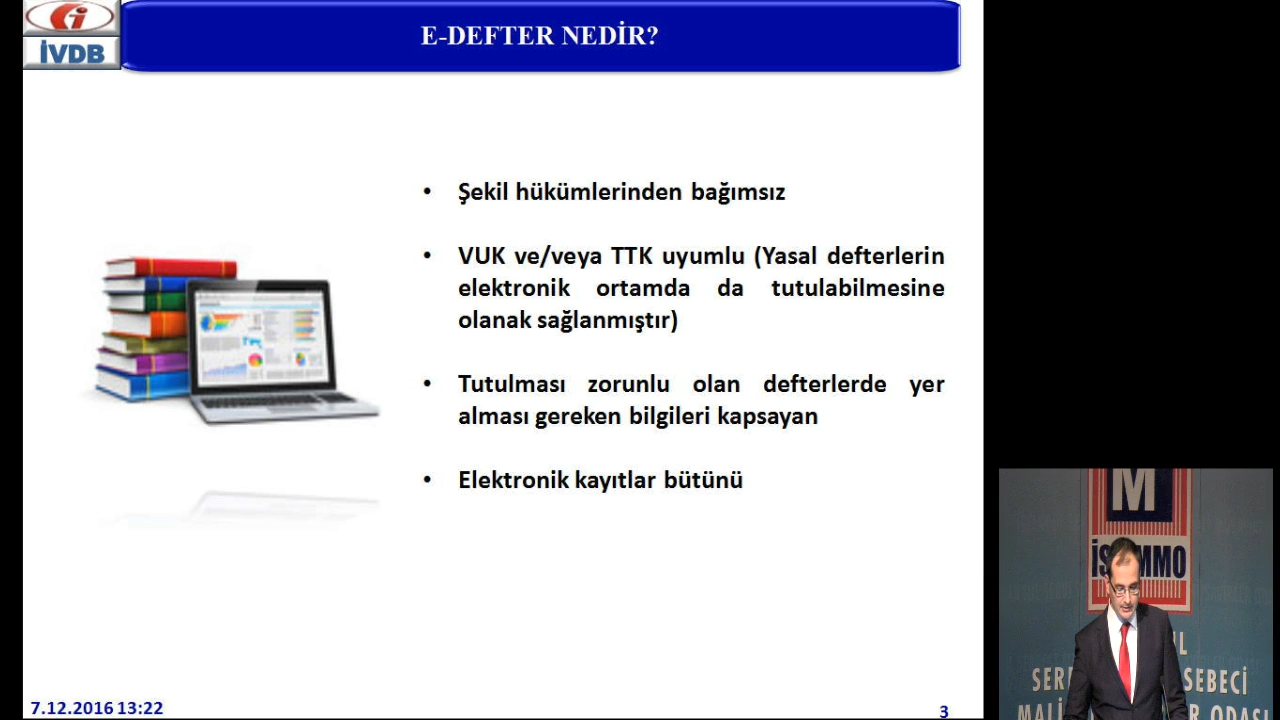 İVDB
E-DEFTER NEDİR?
• Şekil hükümlerinden bağımsız
• VUK ve/veya TTK uyumlu (Yasal defterlerin
elektronik ortamda da tutulabilmesine
olanak sağlanmıştır)
• Tutulması zorunlu olan defterlerde yer
alması gereken bilgileri kapsayan
• Elektronik kayıtlar bütünü
7.12.2016 13:22
3
M
İS MMO
L
SER SEBECİ
MALİ R ODASI